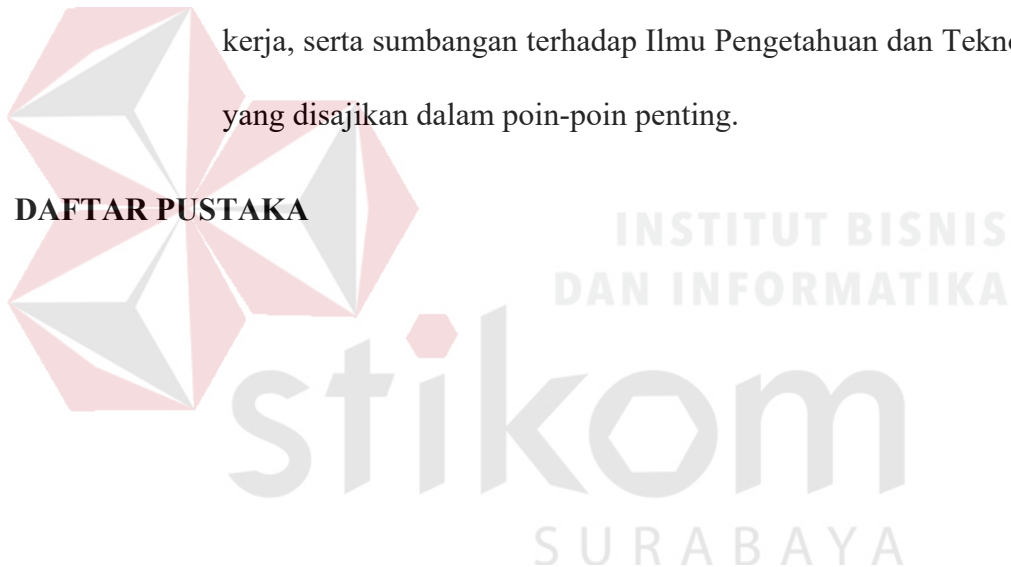 kerja, serta sumbangan terhadap Ilmu Pengetahuan dan
yang disajikan dalam poin-poin penting.
DAFTAR PUSTAKA
INSTITUT BISNIS
DAN INFORMATIKA
stikom
SURABAYA